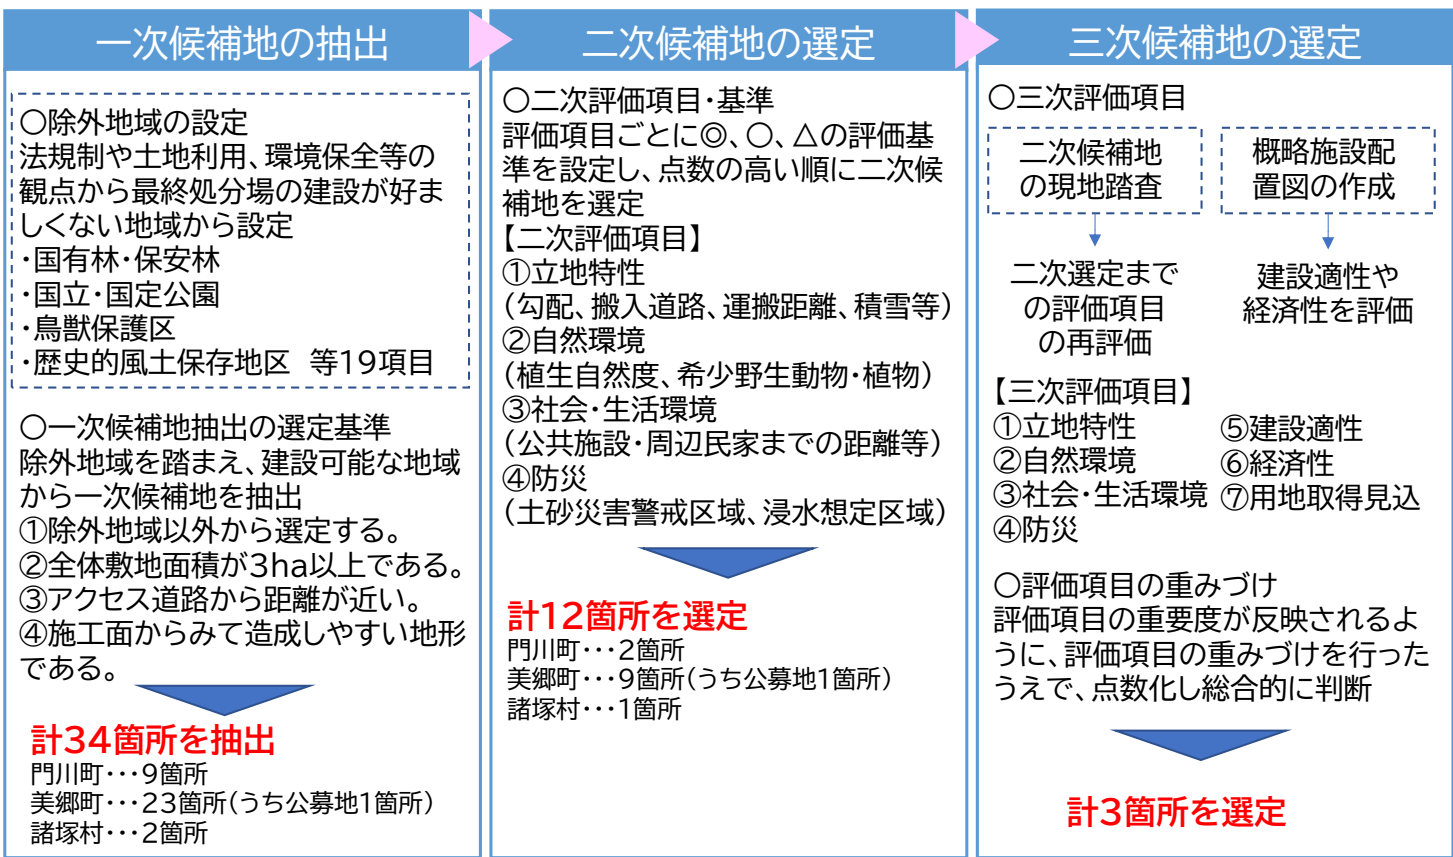 一次候補地の抽出
〇除外地域の設定
法規制や土地利用、環境保全等の
観点から最終処分場の建設が好ま
しくない地域から設定
・国有林・保安林
・国立・国定公園
・鳥獣保護区
・歴史的風土保存地区　等19項目
〇一次候補地抽出の選定基準
除外地域を踏まえ、建設可能な地域
から一次候補地を抽出
①除外地域以外から選定する。
②全体敷地面積が3ha以上である。
③アクセス道路から距離が近い。
④施工面からみて造成しやすい地形
である。
計34箇所を抽出
門川町・・・9箇所
美郷町・・・23箇所(うち公募地1箇所)
諸塚村・・・2箇所
二次候補地の選定
〇二次評価項目・基準
評価項目ごとに◎、〇、△の評価基
準を設定し、点数の高い順に二次候
補地を選定
【二次評価項目】
①立地特性
(勾配、搬入道路、運搬距離、積雪等)
②自然環境
(植生自然度、希少野生動物・植物)
③社会・生活環境
(公共施設・周辺民家までの距離等)
④防災
(土砂災害警戒区域、浸水想定区域)
計12箇所を選定
門川町・・・2箇所
美郷町・・・9箇所(うち公募地1箇所)
諸塚村・・・1箇所
三次候補地の選定
〇三次評価項目
二次候補地
の現地踏査
二次選定まで
の評価項目
の再評価
概略施設配
置図の作成
建設適性や
経済性を評価
【三次評価項目】
①立地特性
②自然環境
③社会・生活環境
④防災
⑤建設適性
⑥経済性
⑦用地取得見込
〇評価項目の重みづけ
評価項目の重要度が反映されるよ
うに、評価項目の重みづけを行った
うえで、点数化し総合的に判断
計3箇所を選定